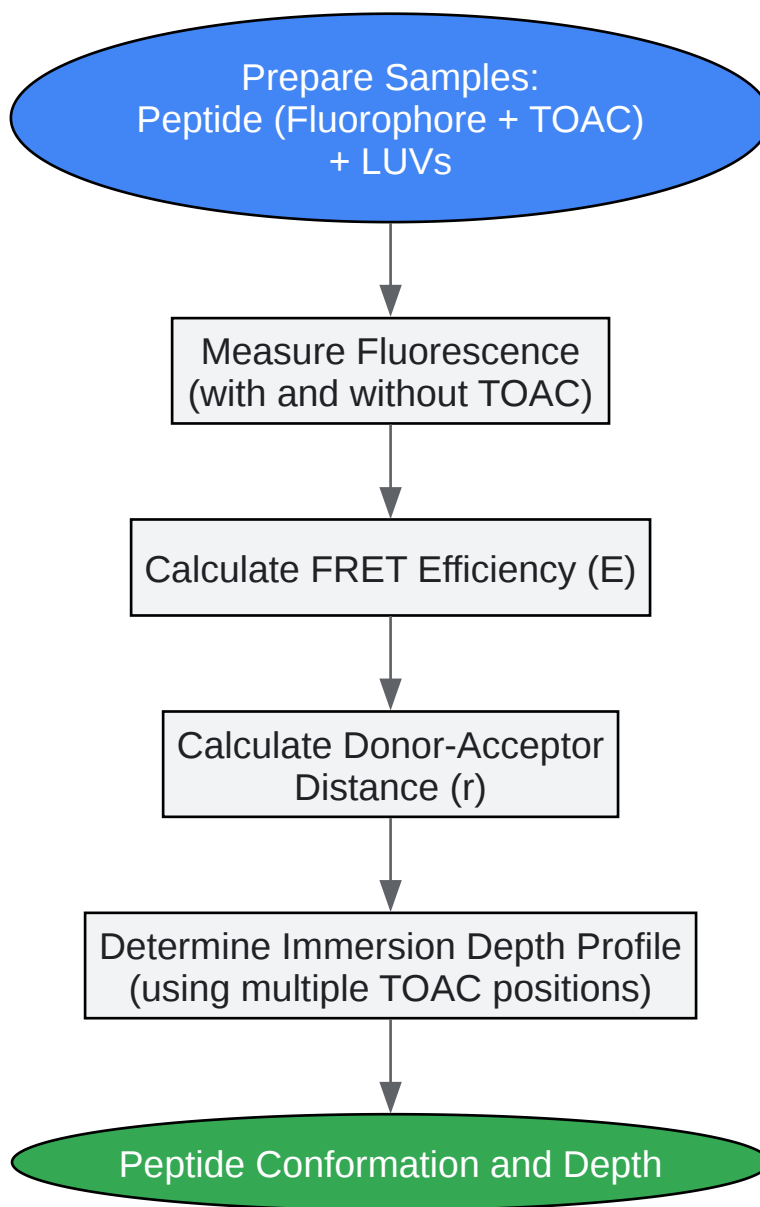 Prepare Samples:
Peptide (Fluorophore + TOAC)
+ LUVs
Measure Fluorescence
(with and without TOAC)
Calculate FRET Efficiency (E)
Calculate Donor-Acceptor
Distance (r)
Determine Immersion Depth Profile
(using multiple TOAC positions)
Peptide Conformation and Depth